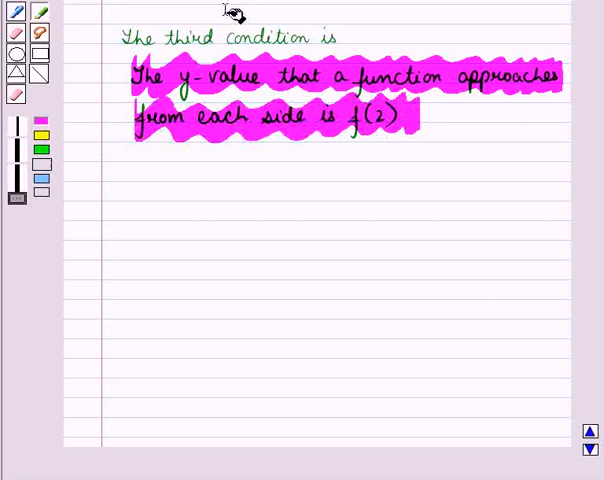 The third condition is
The y-value that a function approaches
from each side is f(2)